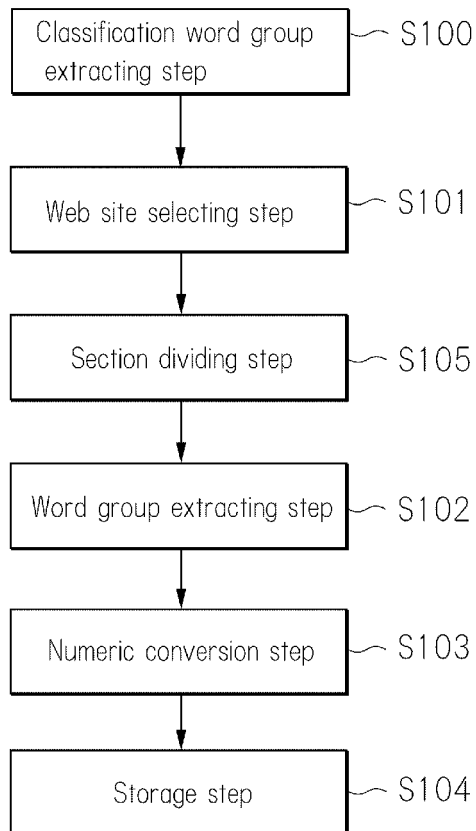 Classification word group
extracting step
S100
Web site selecting step
S101
Section dividing step
S105
Word group extracting step
S102
Numeric conversion step
S103
Storage step
S104